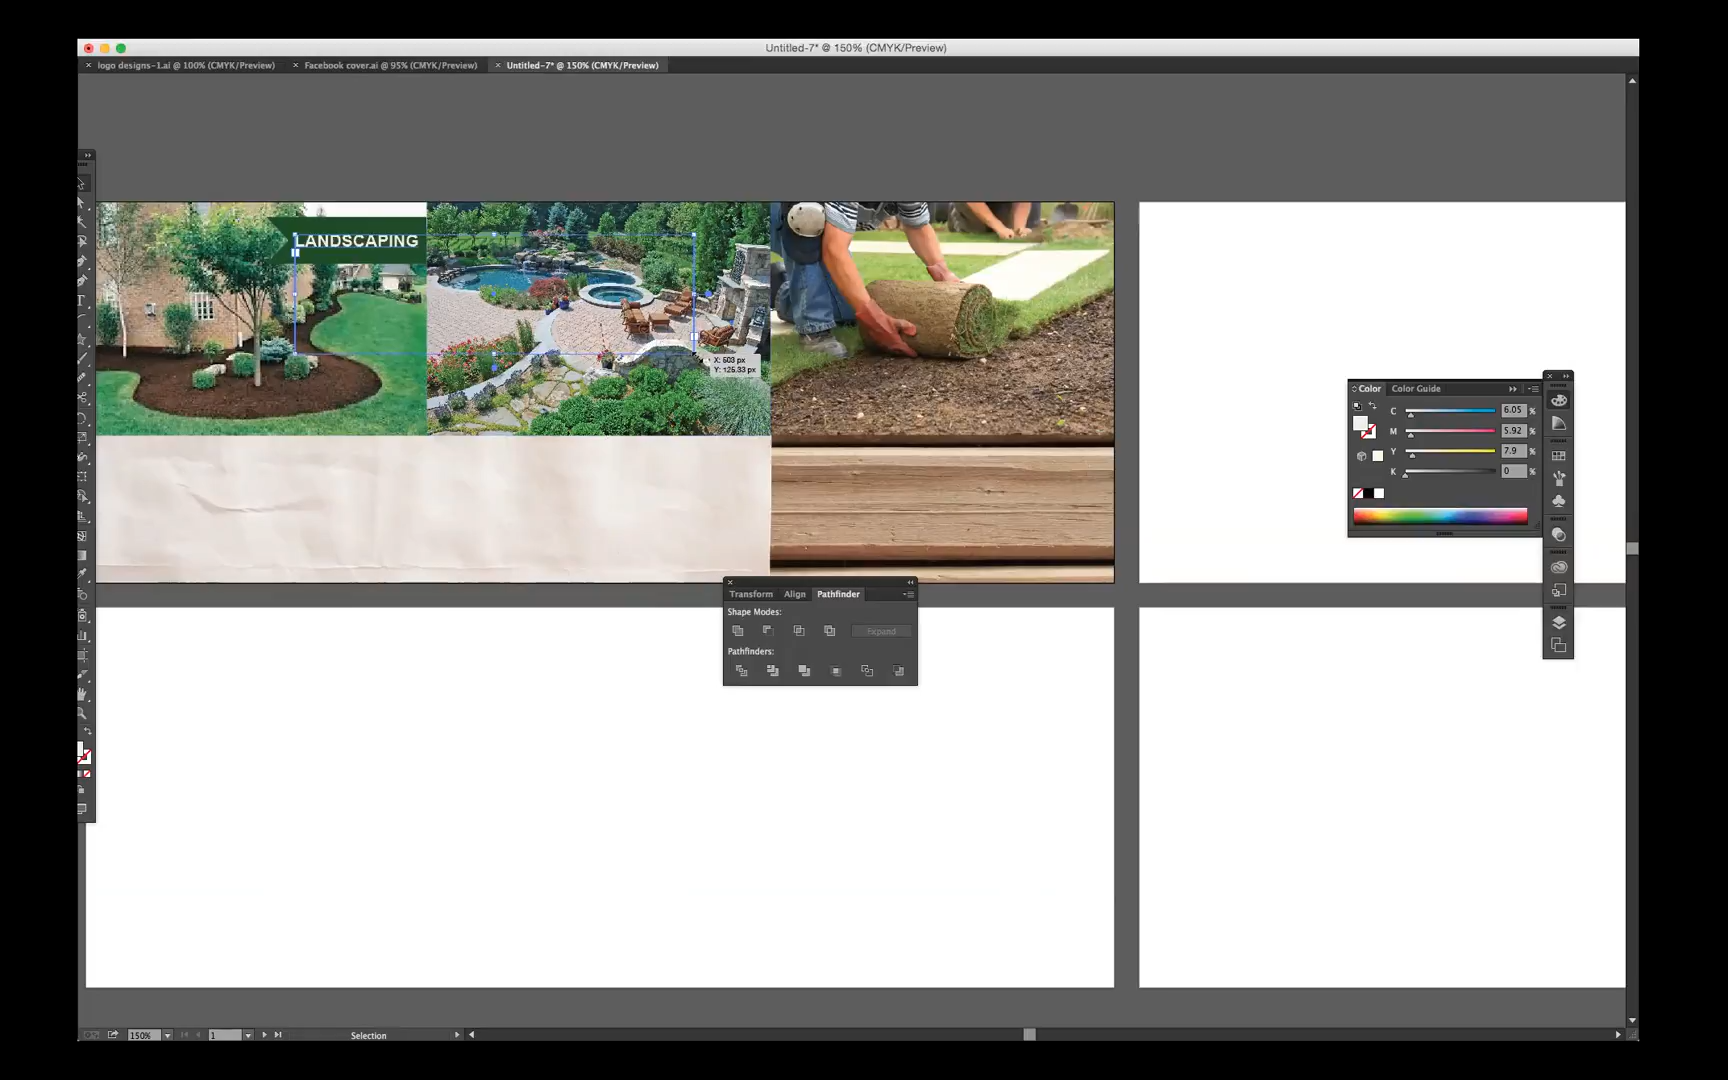 Untitled-7* @ 150% (CMYK/Preview)
logo designs-1.ai @ 100% (CMYK/Preview)
Facebook cover.ai @ 95% (CMYK/Preview)
Untitled-7* @ 150% (CMYK/Preview)
LANDSCAPING
X: 503 px
Y: 125.33 px
Color
Color Guide
C 6.05 %
M 5.92 %
Y 7.9 %
K 0 %
Transform
Align
Pathfinder
Shape Modes:
Expand
Pathfinders:
150%
1
Selection